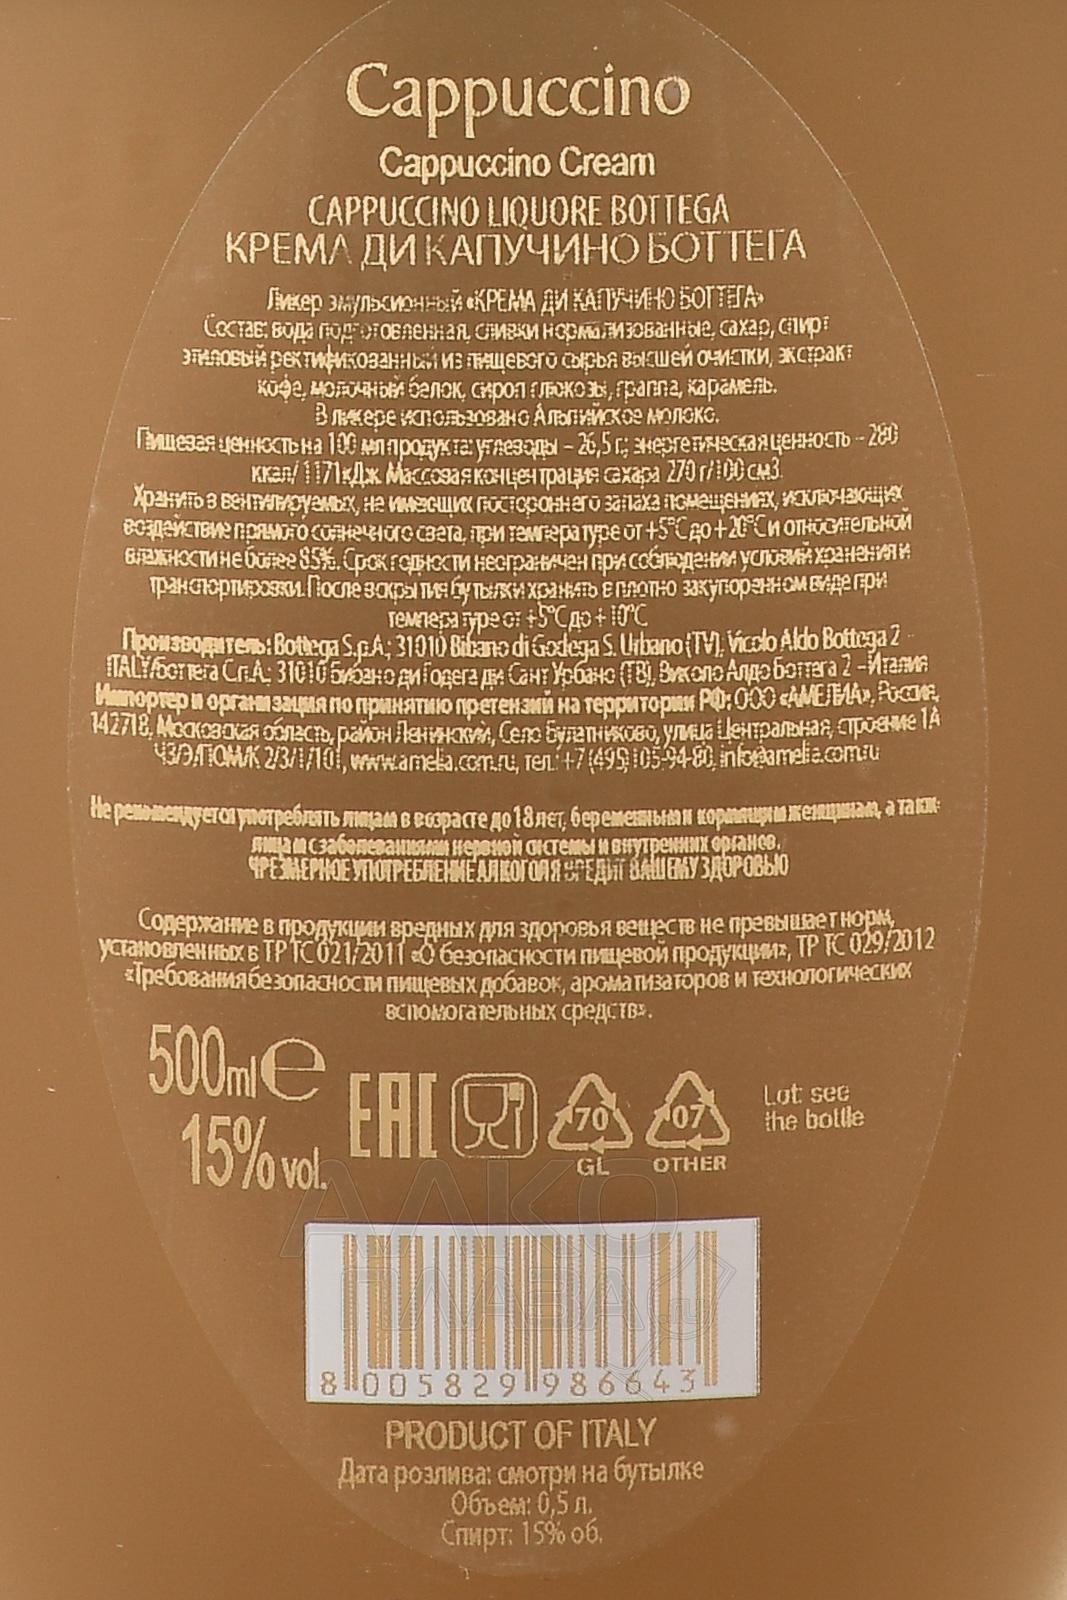 Cappuccino
Cappuccino Cream
CAPPUCCINO LIQUORE BOTTEGA
КРЕМА ДИ КАПУЧИНО БОТТЕГА
Ликер эмульсионный «КРЕМА ДИ КАПУЧИНО БОТТЕГА»
Состав: вода подготовленная, сливки нормализованные, сахар, спирт
этиловый ректификованный из пищевого сырья высшей очистки, экстракт
кофе, молочный белок, сироп глюкозы, граппа, карамель.
В ликере использовано Альпийское молоко.
Пищевая ценность на 100 мл продукта: углеводы – 26,5 г; энергетическая ценность – 280
ккал/ 1171кДж. Массовая концентрация сахара 270 г/100 см3.
Хранить в вентилируемых, не имеющих постороннего запаха помещениях, исключающих
воздействие прямого солнечного света, при температуре от +5°С до +20°С и относительной
влажности не более 85%. Срок годности неограничен при соблюдении условий хранения и
транспортировки. После вскрытия бутылки хранить в плотно закупоренном виде при
температуре от +5°С до +10°С
Производитель: Bottega S.p.A.; 31010 Bibano di Godega S. Urbano (TV), Vicolo Aldo Bottega 2 -
ITALY/Боттега С.п.А.: 31010 Бибано ди Годега ди Сант Урбано (ТВ), Виколо Алдо Боттега 2 – Италия
Импортер и организация по принятию претензий на территории РФ: ООО «АМЕЛИА», Россия,
142718, Московская область, район Ленинский, Село Булатниково, улица Центральная, строение 1А
ЧЗ/Э/ПОМ/К 2/3/1/101, www.amelia.com.ru, тел.: +7 (495) 105-94-80, info@amelia.com.ru
Не рекомендуется употреблять лицам в возрасте до 18 лет, беременным и кормящим женщинам, а также
лицам с заболеваниями нервной системы и внутренних органов.
ЧРЕЗМЕРНОЕ УПОТРЕБЛЕНИЕ АЛКОГОЛЯ ВРЕДИТ ВАШЕМУ ЗДОРОВЬЮ
Содержание в продукции вредных для здоровья веществ не превышает норм,
установленных в ТР ТС 021/2011 «О безопасности пищевой продукции», ТР ТС 029/2012
«Требования безопасности пищевых добавок, ароматизаторов и технологических
вспомогательных средств».
500ml e
15% vol.
EAC
70
GL
07
OTHER
Lot: see
the bottle
АЛКО
ПЛАЗА.ru
8 005829 986643
PRODUCT OF ITALY
Дата розлива: смотри на бутылке
Объем: 0,5 л.
Спирт: 15% об.